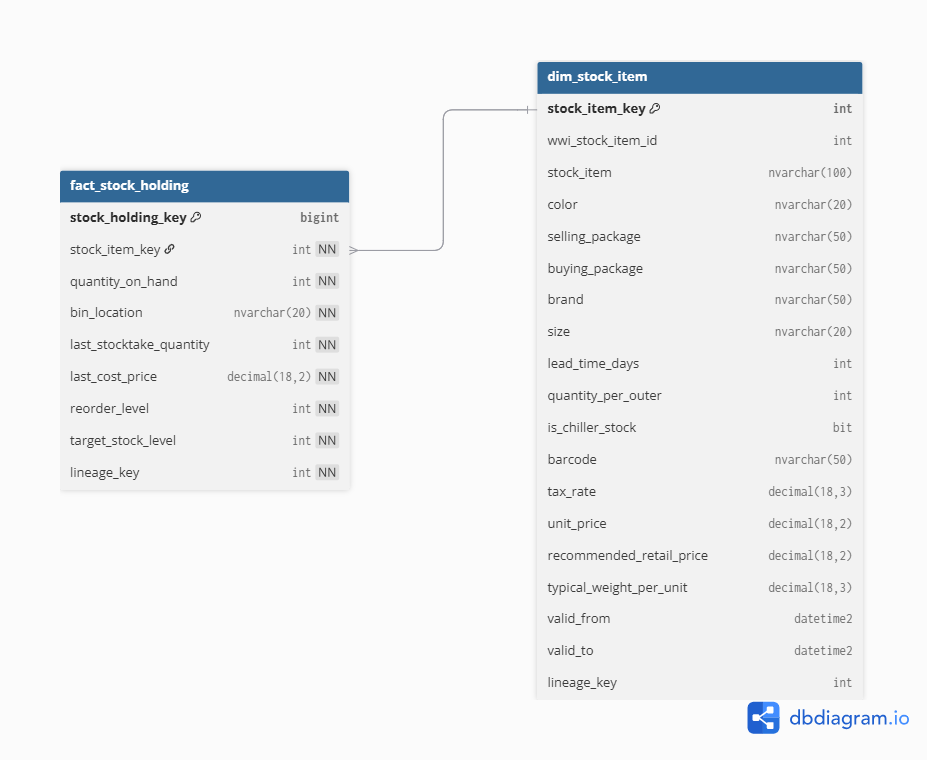 fact_stock_holding
stock_holding_key bigint
stock_item_key int NN
quantity_on_hand int NN
bin_location nvarchar(20) NN
last_stocktake_quantity int NN
last_cost_price decimal(18,2) NN
reorder_level int NN
target_stock_level int NN
lineage_key int NN
dim_stock_item
stock_item_key int
wwi_stock_item_id int
stock_item nvarchar(100)
color nvarchar(20)
selling_package nvarchar(50)
buying_package nvarchar(50)
brand nvarchar(50)
size nvarchar(20)
lead_time_days int
quantity_per_outer int
is_chiller_stock bit
barcode nvarchar(50)
tax_rate decimal(18,3)
unit_price decimal(18,2)
recommended_retail_price decimal(18,2)
typical_weight_per_unit decimal(18,3)
valid_from datetime2
valid_to datetime2
lineage_key int
dbdiagram.io